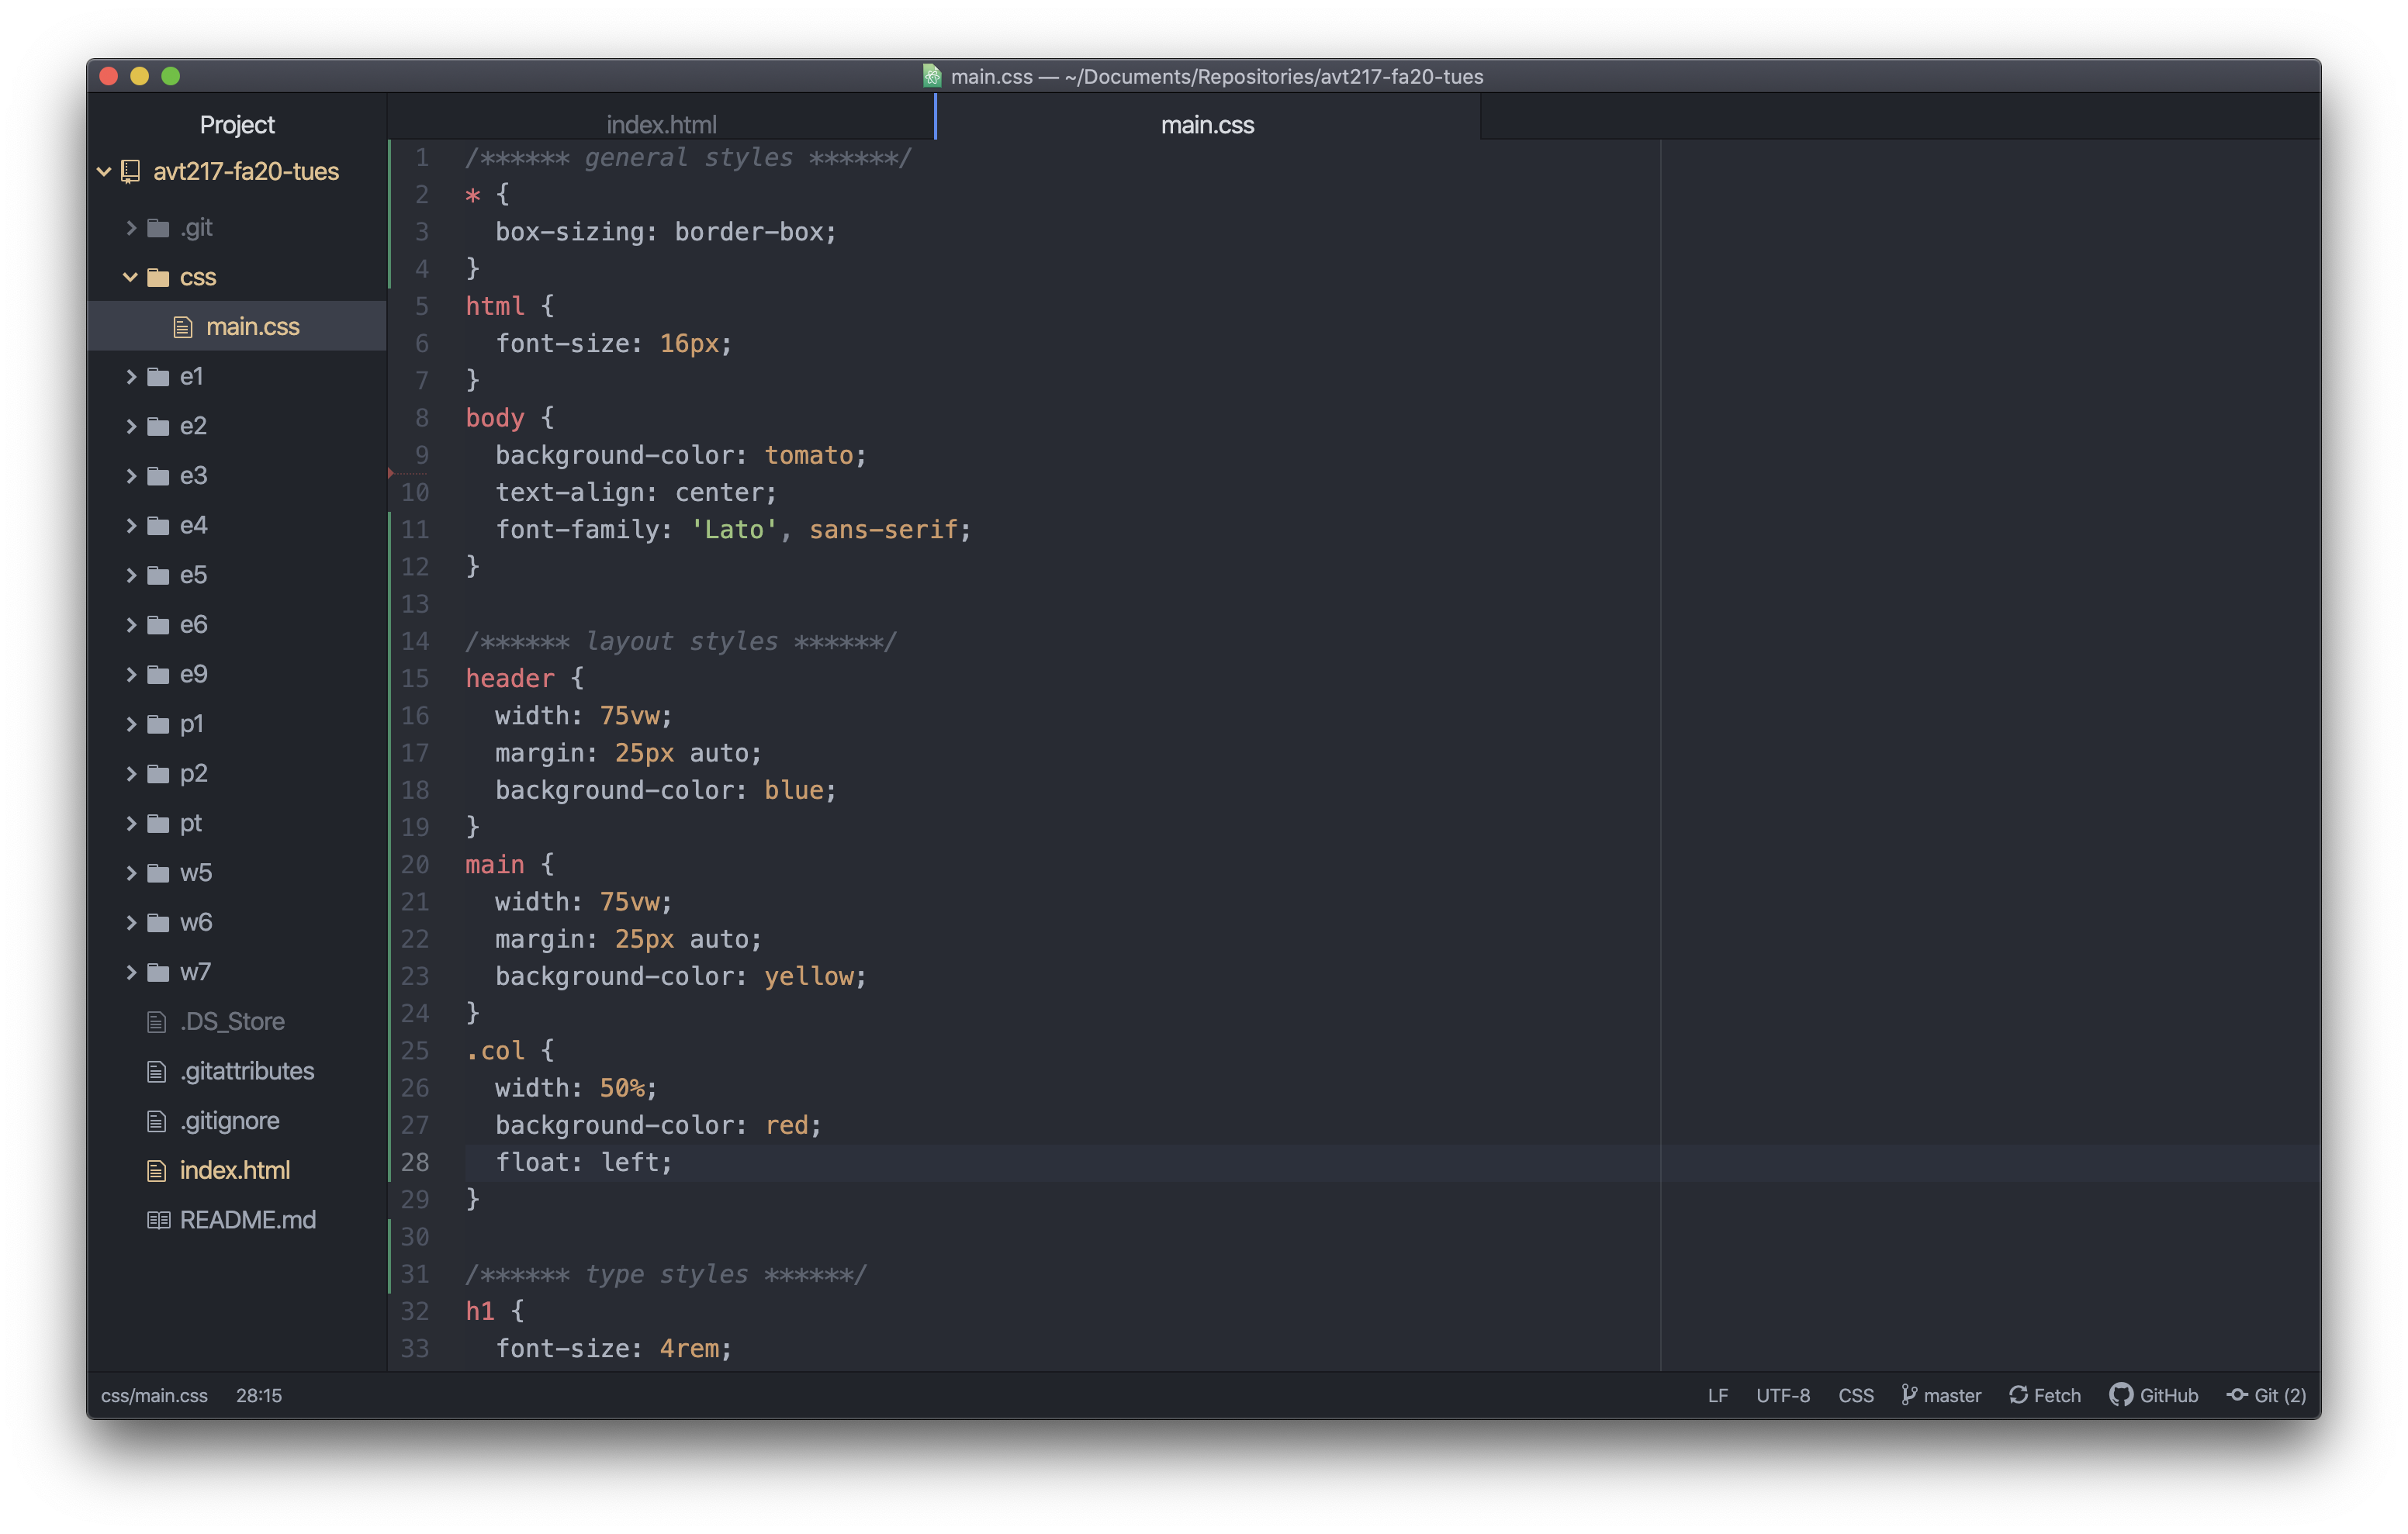 main.css — ~/Documents/Repositories/avt217-fa20-tues
Project
avt217-fa20-tues
.git
css
main.css
e1
e2
e3
e4
e5
e6
e9
p1
p2
pt
w5
w6
w7
.DS_Store
.gitattributes
.gitignore
index.html
README.md
index.html
main.css
1 /****** general styles ******/
2 * {
3   box-sizing: border-box;
4 }
5 html {
6   font-size: 16px;
7 }
8 body {
9   background-color: tomato;
10   text-align: center;
11   font-family: 'Lato', sans-serif;
12 }
13
14 /****** layout styles ******/
15 header {
16   width: 75vw;
17   margin: 25px auto;
18   background-color: blue;
19 }
20 main {
21   width: 75vw;
22   margin: 25px auto;
23   background-color: yellow;
24 }
25 .col {
26   width: 50%;
27   background-color: red;
28   float: left;
29 }
30
31 /****** type styles ******/
32 h1 {
33   font-size: 4rem;
css/main.css 28:15 LF UTF-8 CSS master Fetch GitHub Git (2)